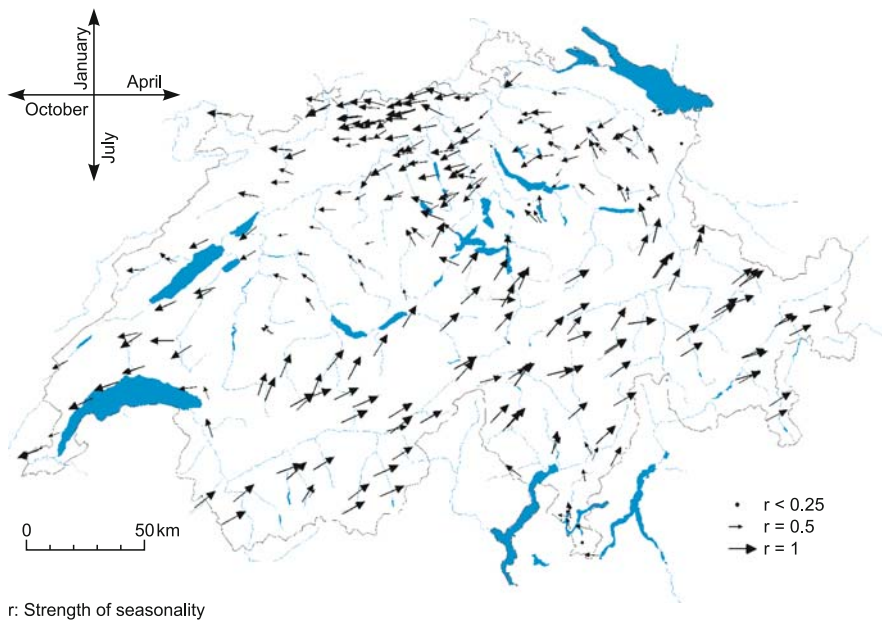 January
April
October
July
r < 0.25
r = 0.5
r = 1
0 50 km
r: Strength of seasonality